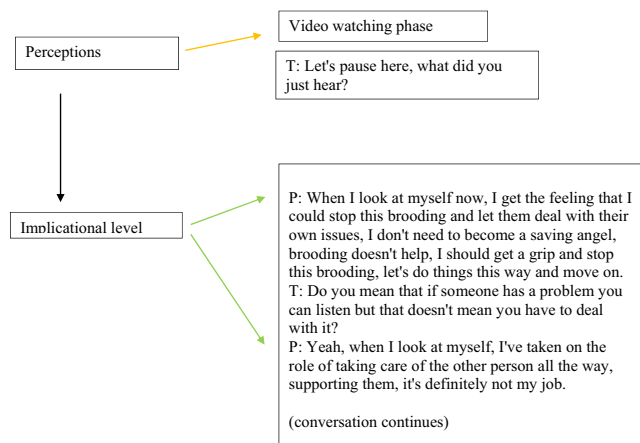 Perceptions
Video watching phase
T: Let's pause here, what did you
just hear?
Implicational level
P: When I look at myself now, I get the feeling that I
could stop this brooding and let them deal with their
own issues, I don't need to become a saving angel,
brooding doesn't help, I should get a grip and stop
this brooding, let's do things this way and move on.
T: Do you mean that if someone has a problem you
can listen but that doesn't mean you have to deal
with it?
P: Yeah, when I look at myself, I've taken on the
role of taking care of the other person all the way,
supporting them, it's definitely not my job.
(conversation continues)